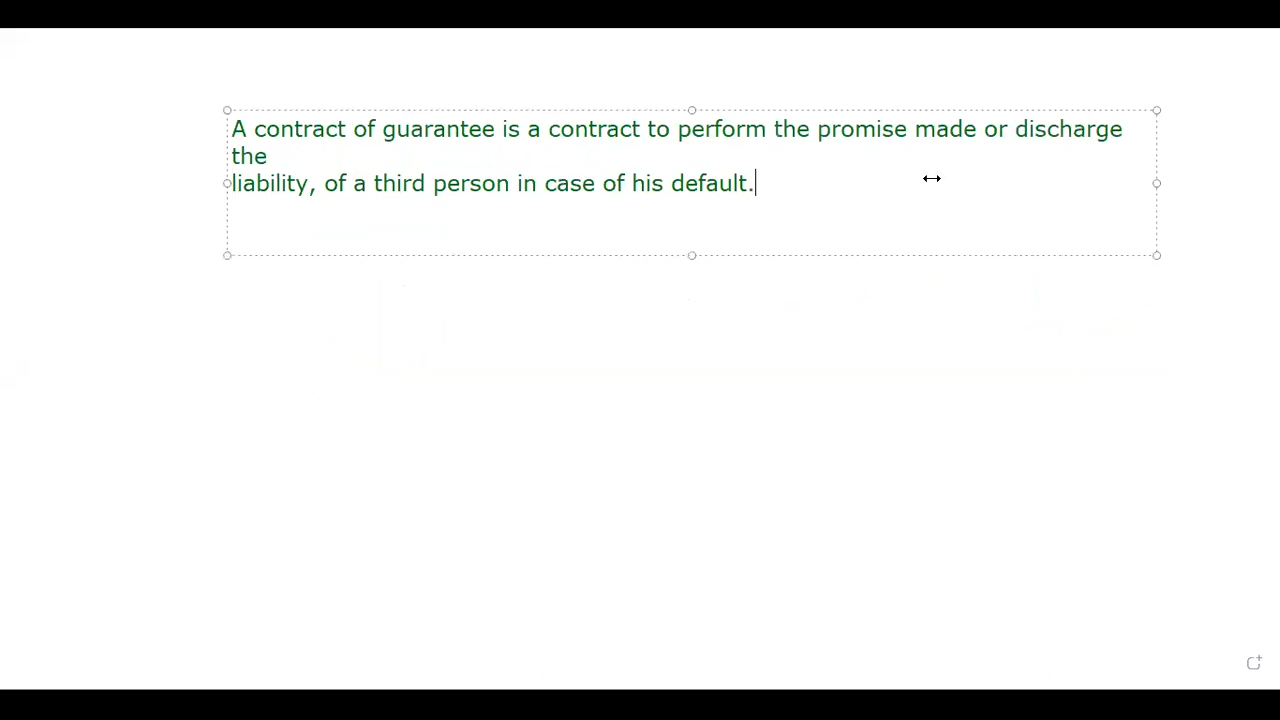 A contract of guarantee is a contract to perform the promise made or discharge
the
liability, of a third person in case of his default.